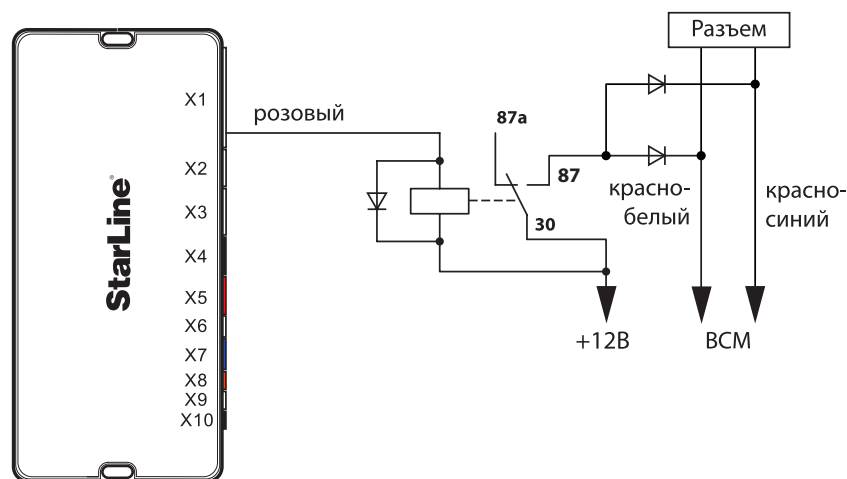 StarLine®
X1
X2
X3
X4
X5
X6
X7
X8
X9
X10
розовый
87a
87
30
+12В
Разъем
красно-
белый
красно-
синий
BCM